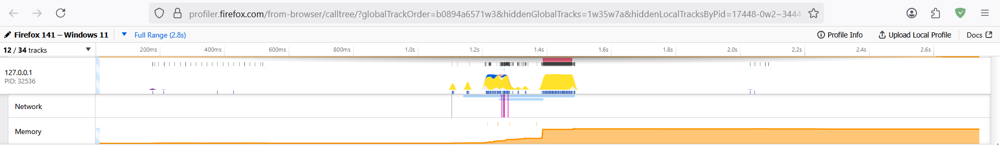 profiler.firefox.com/from-browser/calltree/?globalTrackOrder=b0894a6571w3&hiddenGlobalTracks=1w35w7a&hiddenLocalTracksByPid=17448-0w2~3444
Firefox 141 – Windows 11 Full Range (2.8s) Profile Info Upload Local Profile Docs
12 / 34 tracks 200ms 400ms 600ms 800ms 1.0s 1.2s 1.4s 1.6s 1.8s 2.0s 2.2s 2.4s 2.6s
127.0.0.1
PID: 32536
Network
Memory